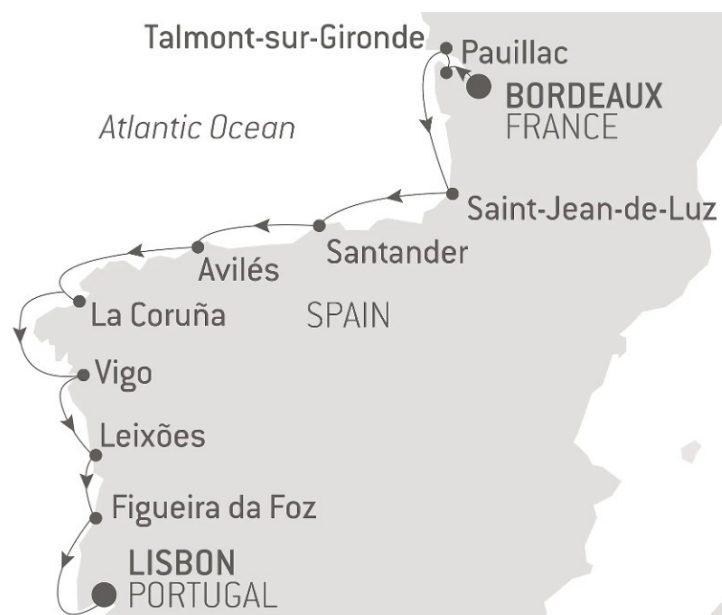 Talmont-sur-Gironde
Pauillac
BORDEAUX
FRANCE
Atlantic Ocean
Saint-Jean-de-Luz
Santander
Avilés
La Coruña
SPAIN
Vigo
Leixões
Figueira da Foz
LISBON
PORTUGAL